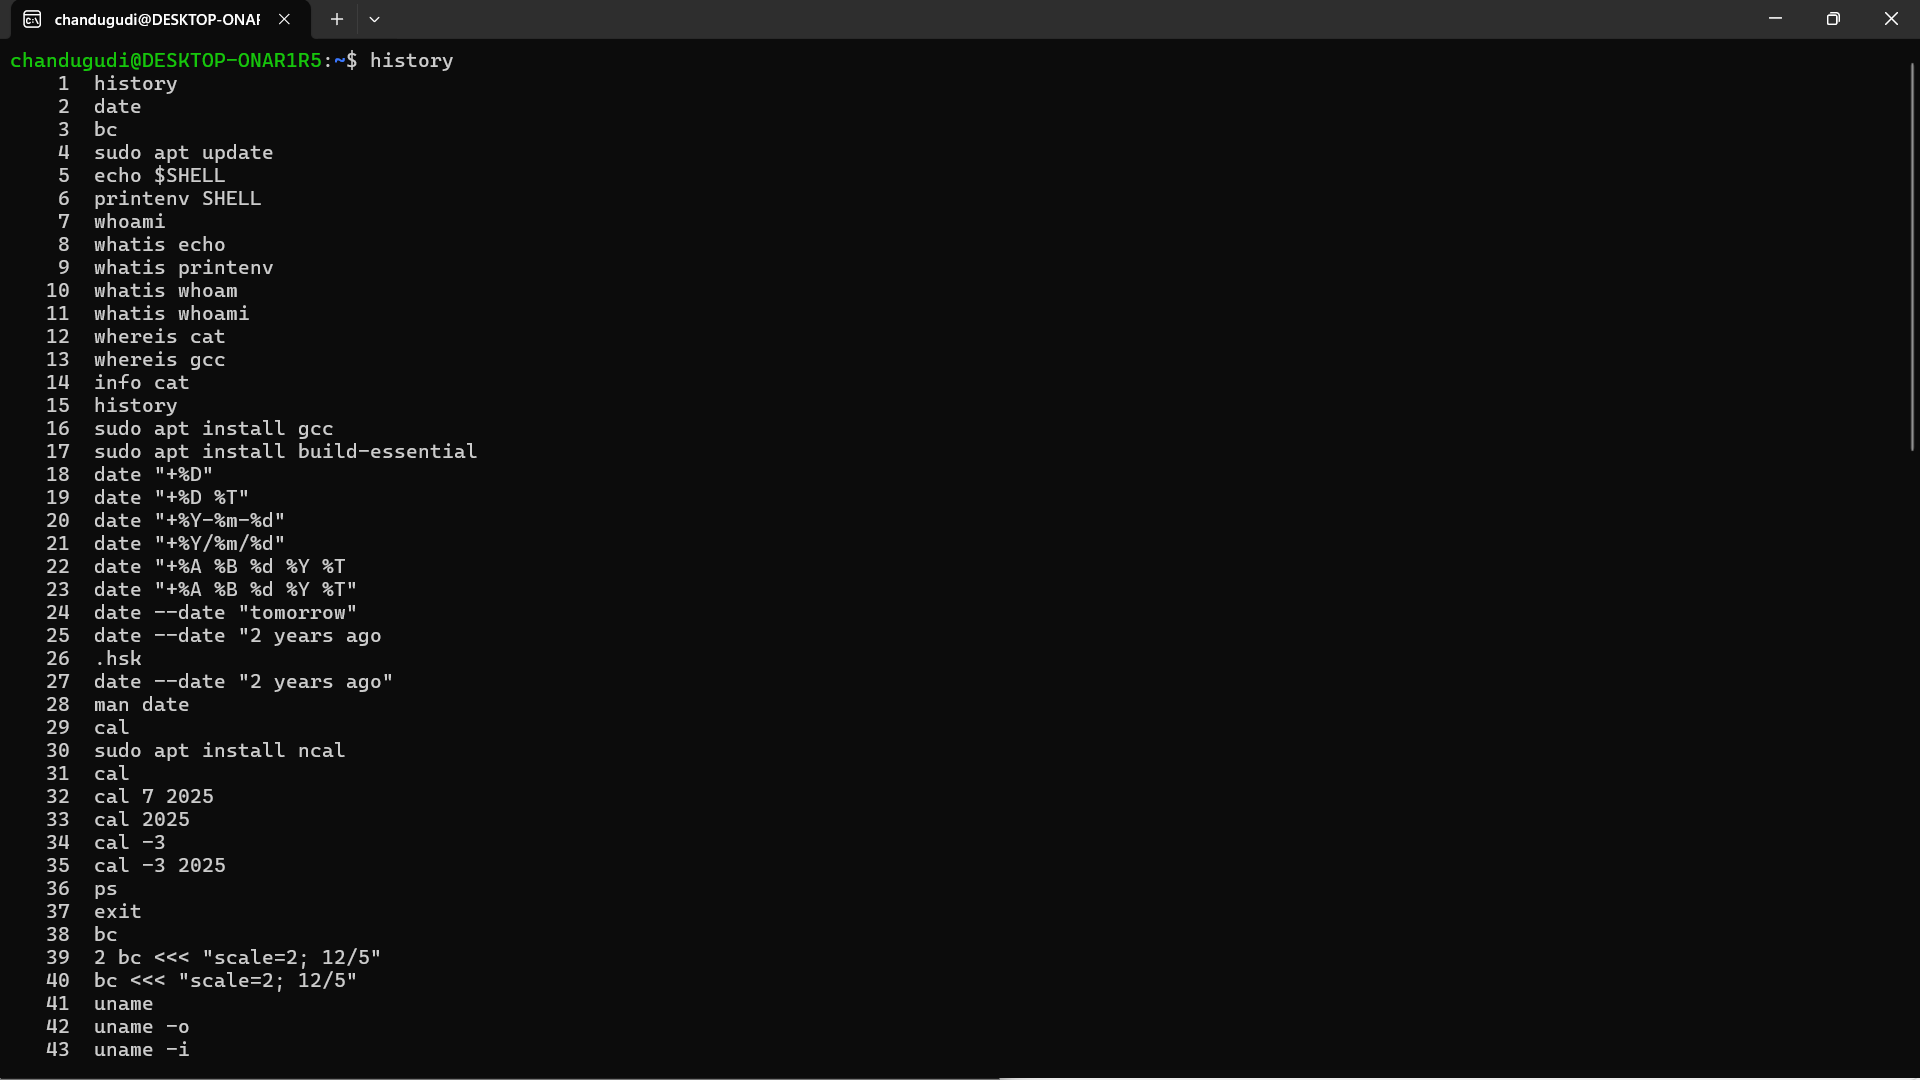 chandugudi@DESKTOP-ONAR
chandugudi@DESKTOP-ONAR1R5:~$ history
1 history
2 date
3 bc
4 sudo apt update
5 echo $SHELL
6 printenv SHELL
7 whoami
8 whatis echo
9 whatis printenv
10 whatis whoam
11 whatis whoami
12 whereis cat
13 whereis gcc
14 info cat
15 history
16 sudo apt install gcc
17 sudo apt install build-essential
18 date "+%D"
19 date "+%D %T"
20 date "+%Y-%m-%d"
21 date "+%Y/%m/%d"
22 date "+%A %B %d %Y %T
23 date "+%A %B %d %Y %T"
24 date --date "tomorrow"
25 date --date "2 years ago
26 .hsk
27 date --date "2 years ago"
28 man date
29 cal
30 sudo apt install ncal
31 cal
32 cal 7 2025
33 cal 2025
34 cal -3
35 cal -3 2025
36 ps
37 exit
38 bc
39 2 bc <<< "scale=2; 12/5"
40 bc <<< "scale=2; 12/5"
41 uname
42 uname -o
43 uname -i